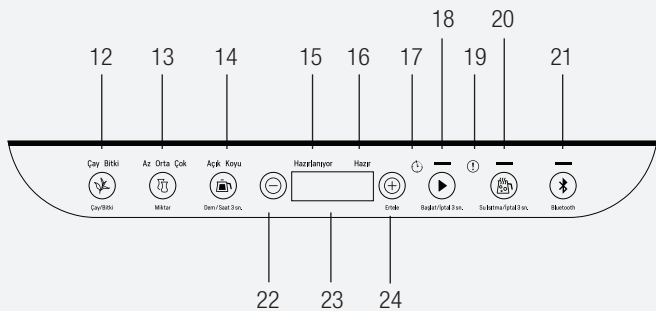 12 13 14 15 16 17 18 19 20 21
Çay Bitki Az Orta Çok Açık Koyu Hazırlanıyor Hazır
Çay/Bitki Miktar Dem/Saat 3 sn. Ertele Başlat/İptal 3 sn. Su Isıtma/İptal 3 sn. Bluetooth
22 23 24